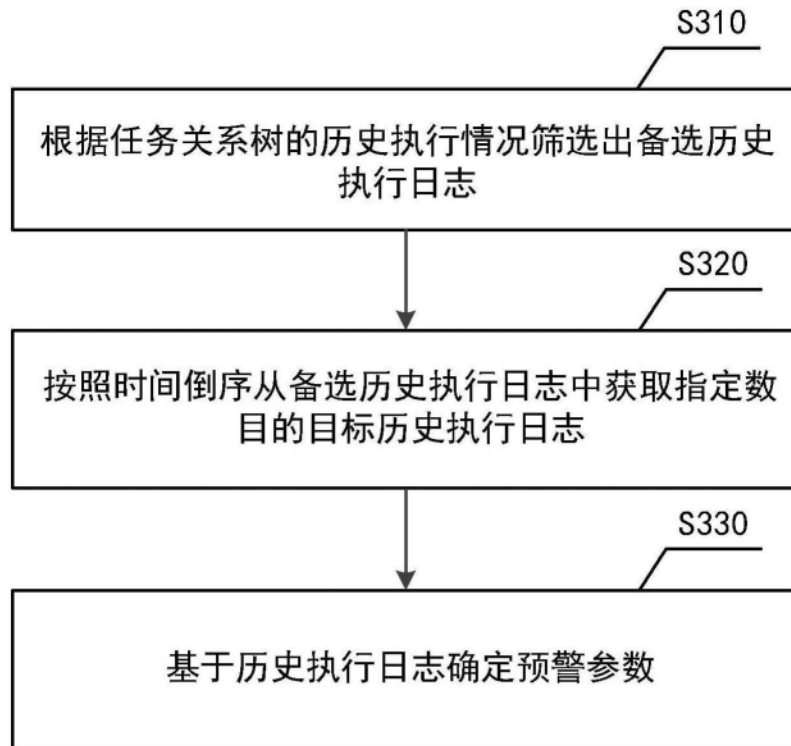 S310
根据任务关系树的历史执行情况筛选出备选历史
执行日志
S320
按照时间倒序从备选历史执行日志中获取指定数
目的目标历史执行日志
S330
基于历史执行日志确定预警参数